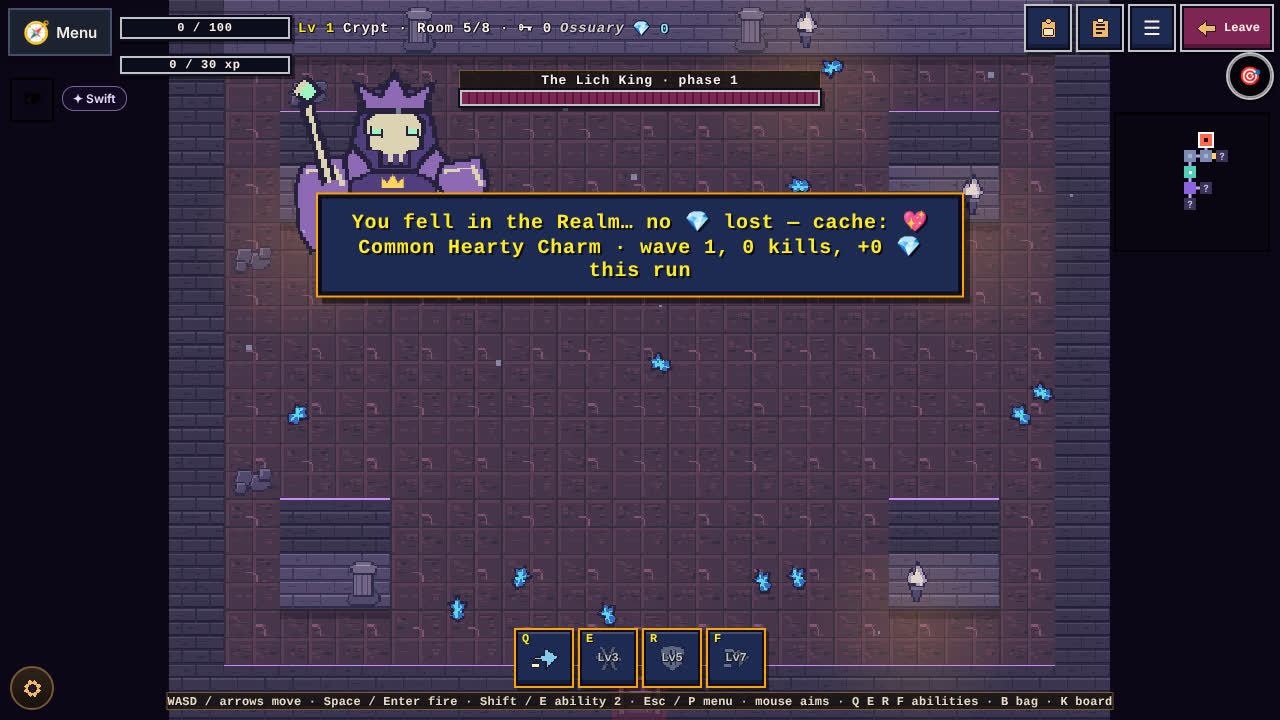 Menu
0 / 100
Lv 1 Crypt · Room 5/8 · 0 Ossuary 💎 0
Leave
0 / 30 xp
✦ Swift
The Lich King · phase 1
?
?
?
You fell in the Realm… no 💎 lost — cache: 💖
Common Hearty Charm · wave 1, 0 kills, +0 💎
this run
Q
E
R
F
Lv3
Lv5
Lv7
WASD / arrows move · Space / Enter fire · Shift / E ability 2 · Esc / P menu · mouse aims · Q E R F abilities · B bag · K board